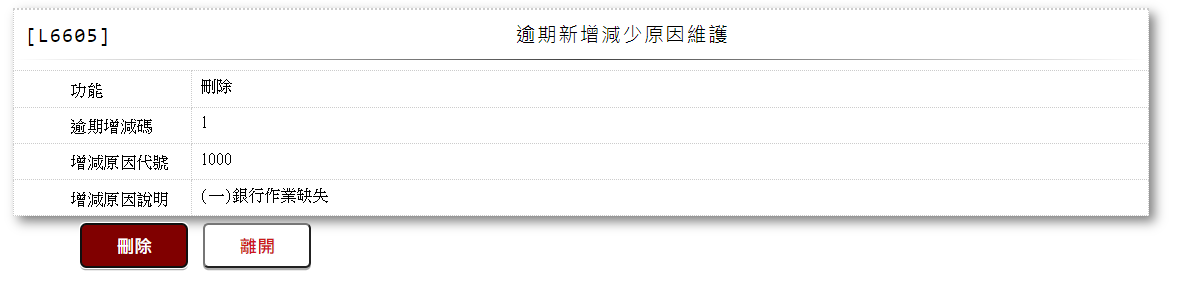 [L6605] 逾期新增減少原因維護
功能 刪除
逾期增減碼 1
增減原因代號 1000
增減原因說明 (一)銀行作業缺失
刪除 離開